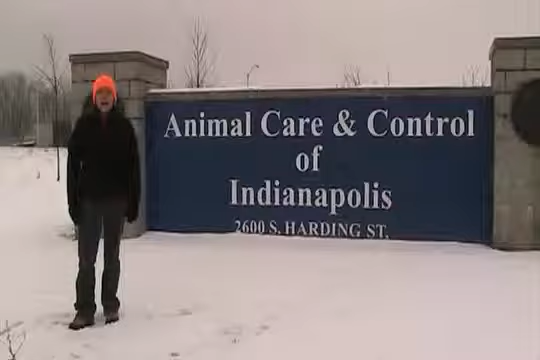 Animal Care & Control
of
Indianapolis
2600 S. HARDING ST.